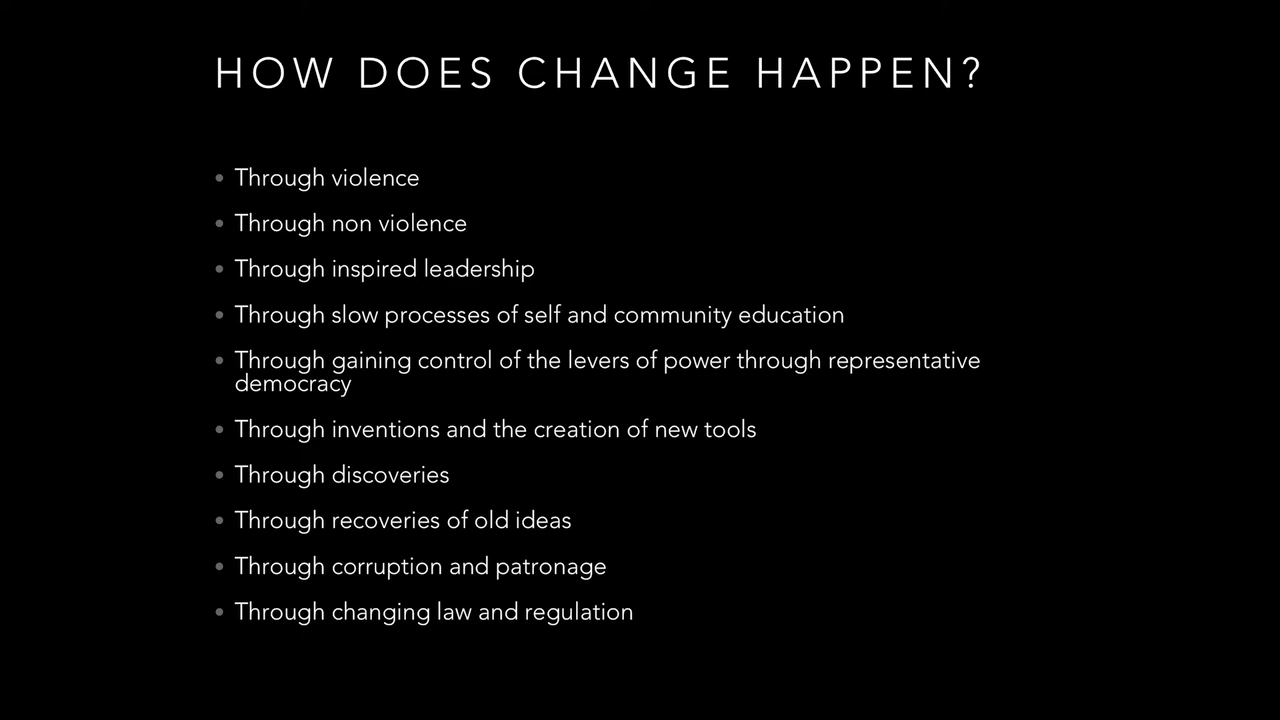 HOW DOES CHANGE HAPPEN?
• Through violence
• Through non violence
• Through inspired leadership
• Through slow processes of self and community education
• Through gaining control of the levers of power through representative
democracy
• Through inventions and the creation of new tools
• Through discoveries
• Through recoveries of old ideas
• Through corruption and patronage
• Through changing law and regulation